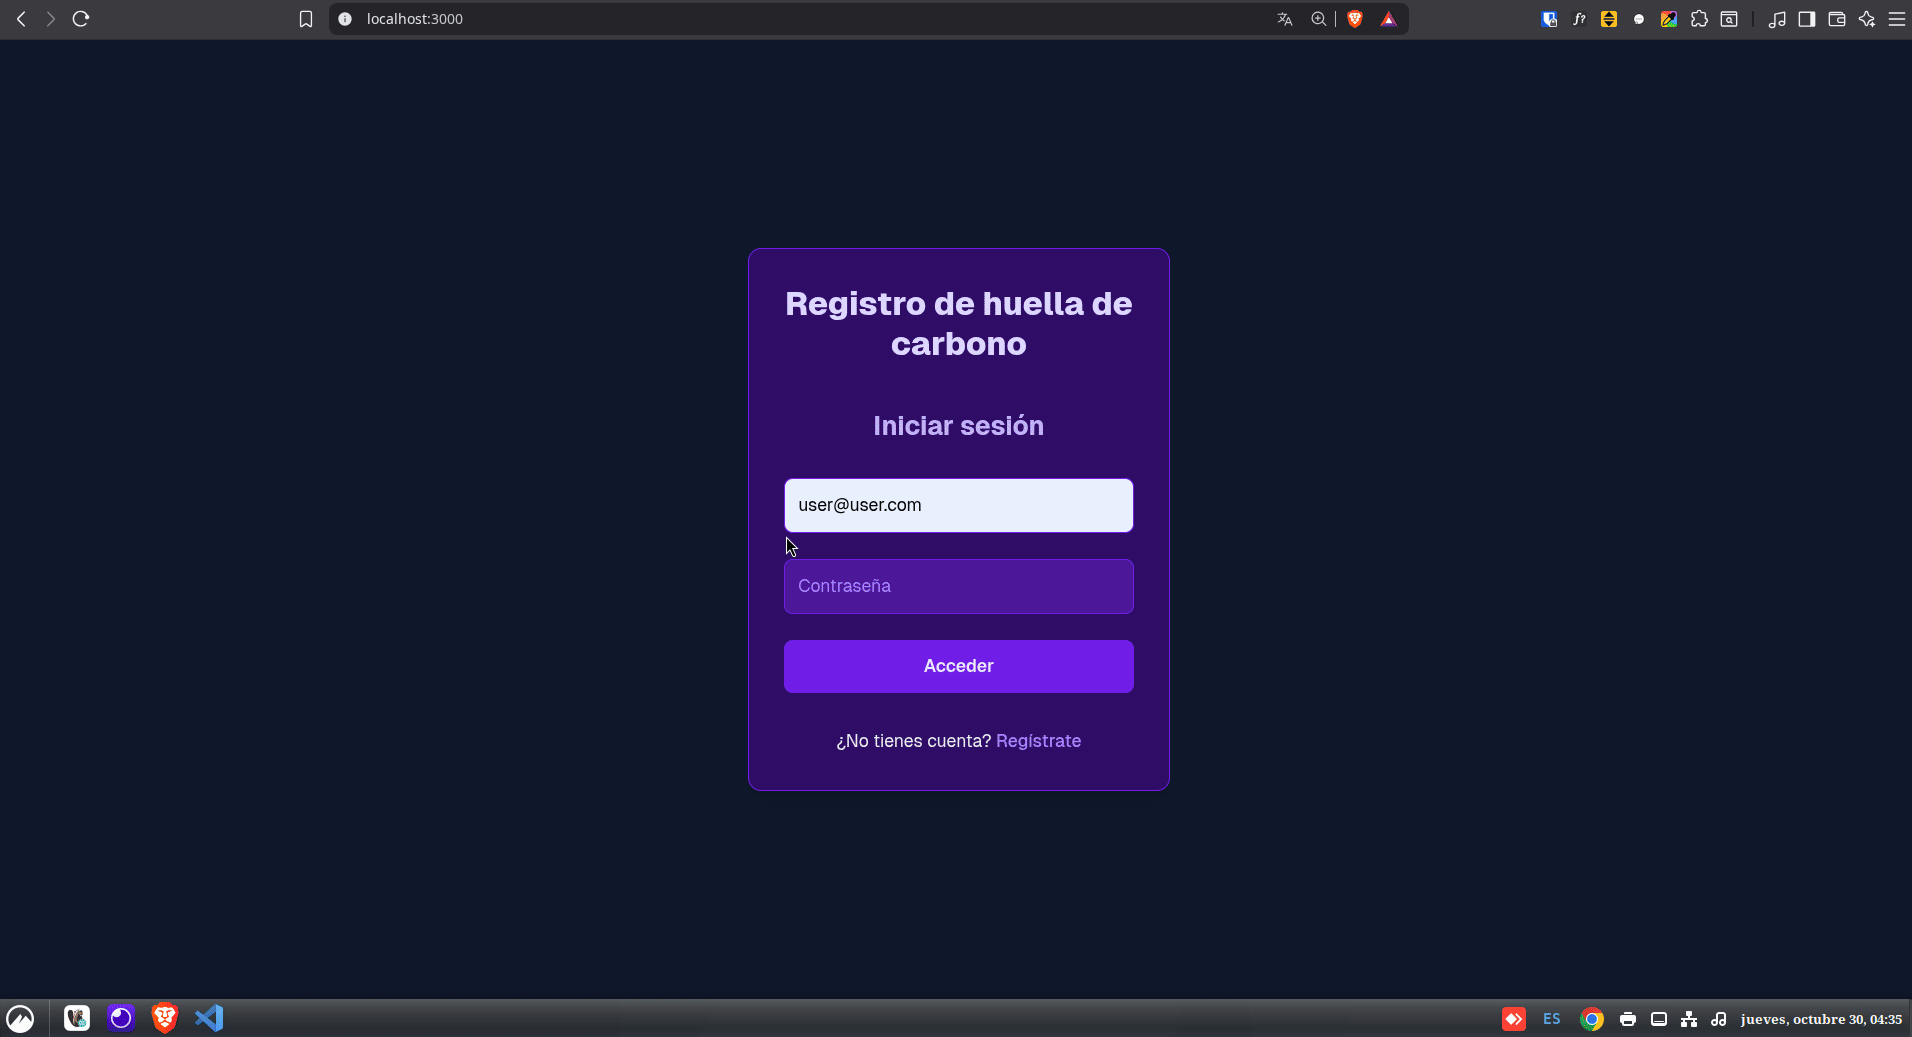 localhost:3000
f?
Registro de huella de
carbono
Iniciar sesión
user@user.com
Contraseña
Acceder
¿No tienes cuenta? Regístrate
ES
jueves, octubre 30, 04:35